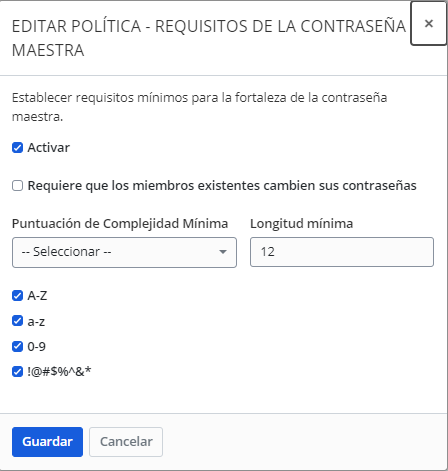 EDITAR POLÍTICA - REQUISITOS DE LA CONTRASEÑA
MAESTRA
×
Establecer requisitos mínimos para la fortaleza de la contraseña
maestra.
Activar
Requiere que los miembros existentes cambien sus contraseñas
Puntuación de Complejidad Mínima
Longitud mínima
-- Seleccionar --
12
A-Z
a-z
0-9
!@#$%^&*
Guardar
Cancelar